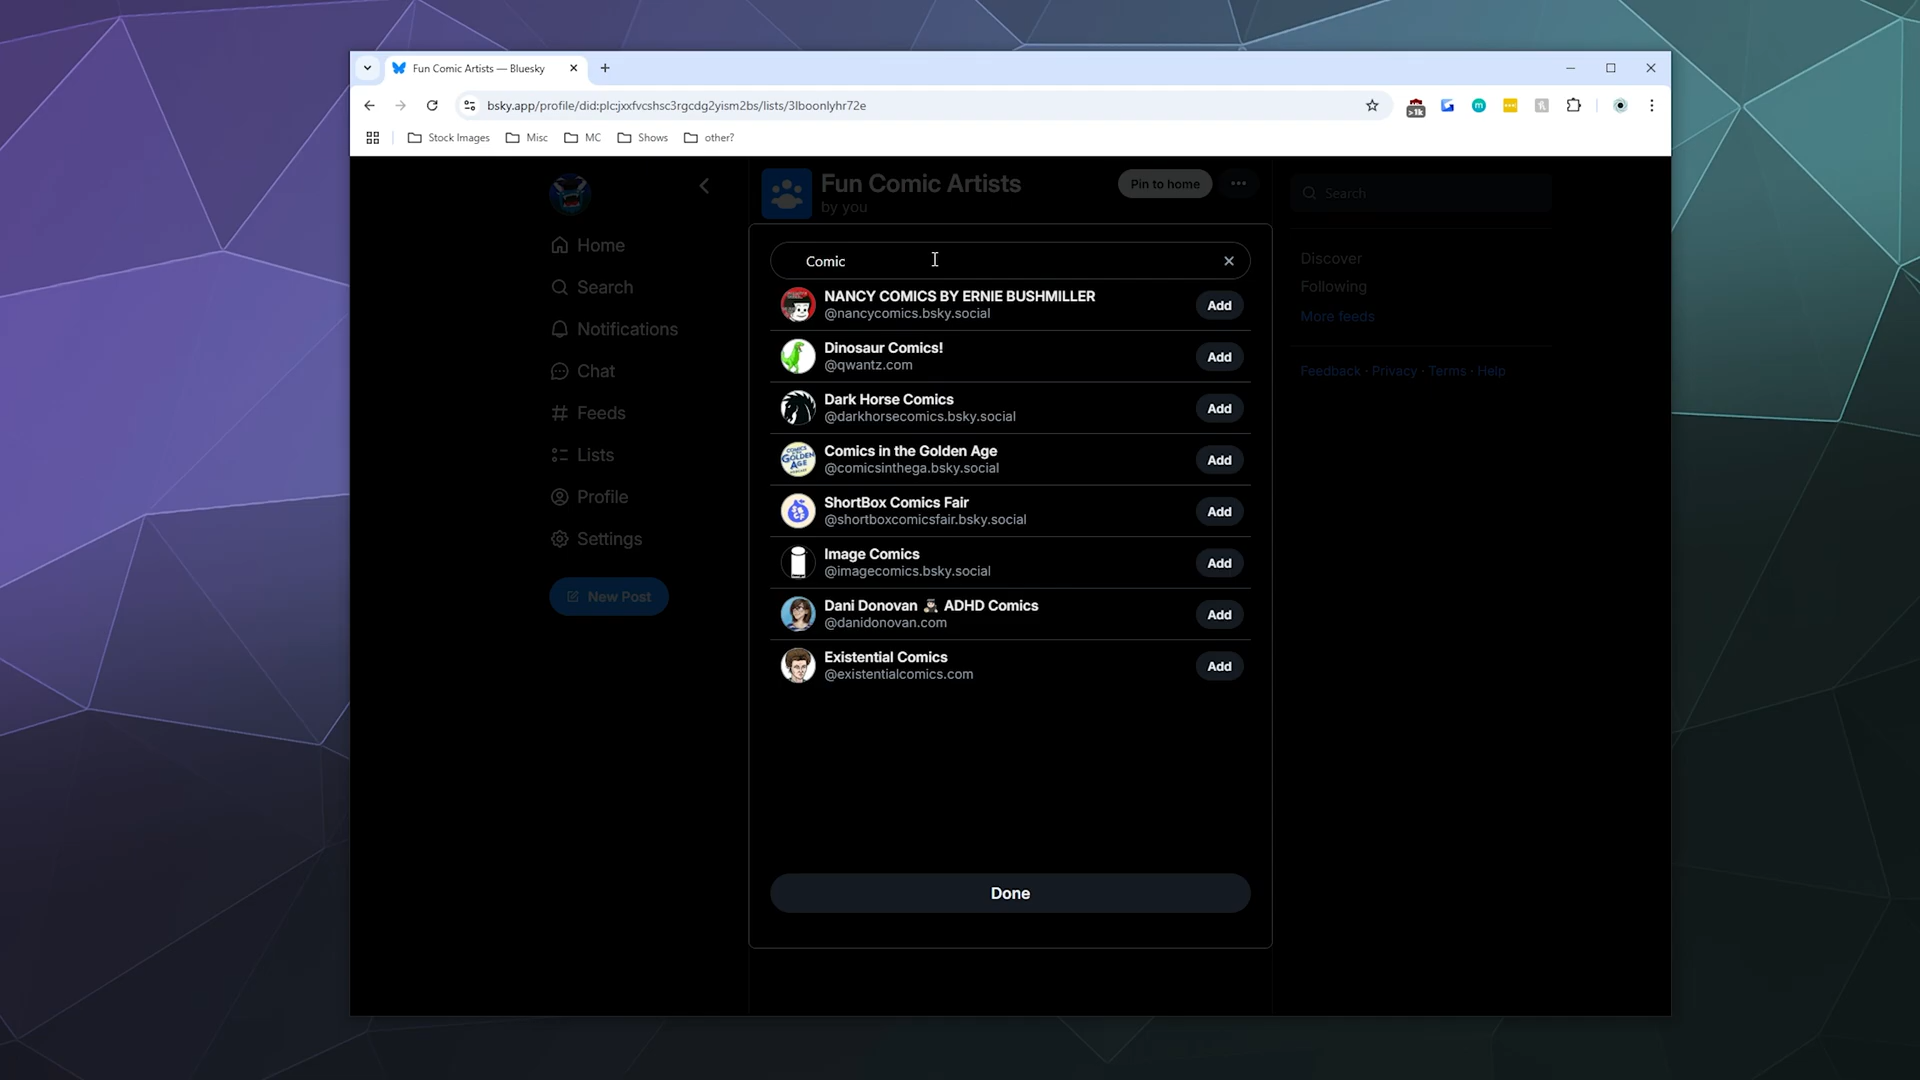 Fun Comic Artists — Bluesky
bsky.app/profile/did:plc:jxxfvcshsc3rgcdg2yism2bs/lists/3lboonlyhr72e
>1k
Stock Images
Misc
MC
Shows
other?
Fun Comic Artists
by you
Pin to home
Search
Home
Search
Notifications
Chat
Feeds
Lists
Profile
Settings
New Post
Comic
NANCY COMICS BY ERNIE BUSHMILLER
@nancycomics.bsky.social
Add
Dinosaur Comics!
@qwantz.com
Add
Dark Horse Comics
@darkhorsecomics.bsky.social
Add
Comics in the Golden Age
@comicsinthega.bsky.social
Add
ShortBox Comics Fair
@shortboxcomicsfair.bsky.social
Add
Image Comics
@imagecomics.bsky.social
Add
Dani Donovan ADHD Comics
@danidonovan.com
Add
Existential Comics
@existentialcomics.com
Add
Done
Discover
Following
More feeds
Feedback · Privacy · Terms · Help